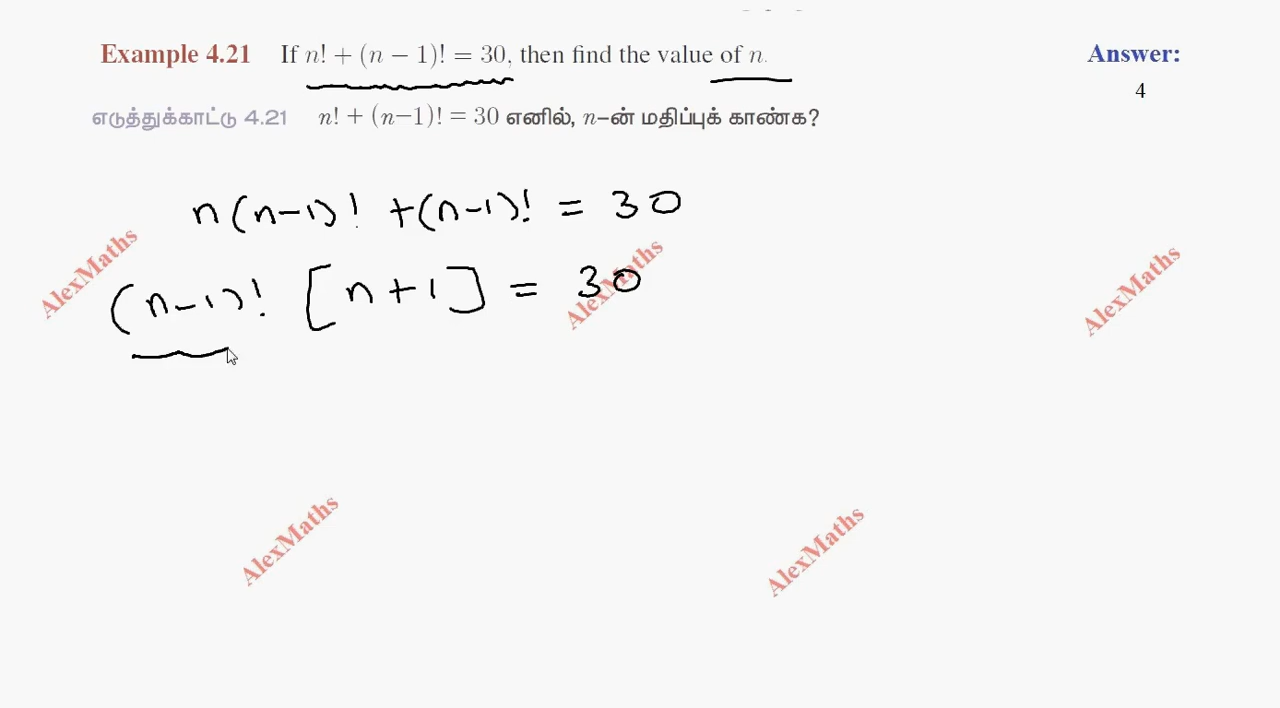 Example 4.21 If n! + (n − 1)! = 30, then find the value of n. Answer:
4
எடுத்துக்காட்டு 4.21 n! + (n−1)! = 30 எனில், n-ன் மதிப்புக் காண்க?
n(n-1)! +(n-1)! = 30
(n-1)! [n+1] = 30
AlexMaths
AlexMaths
AlexMaths
AlexMaths
AlexMaths